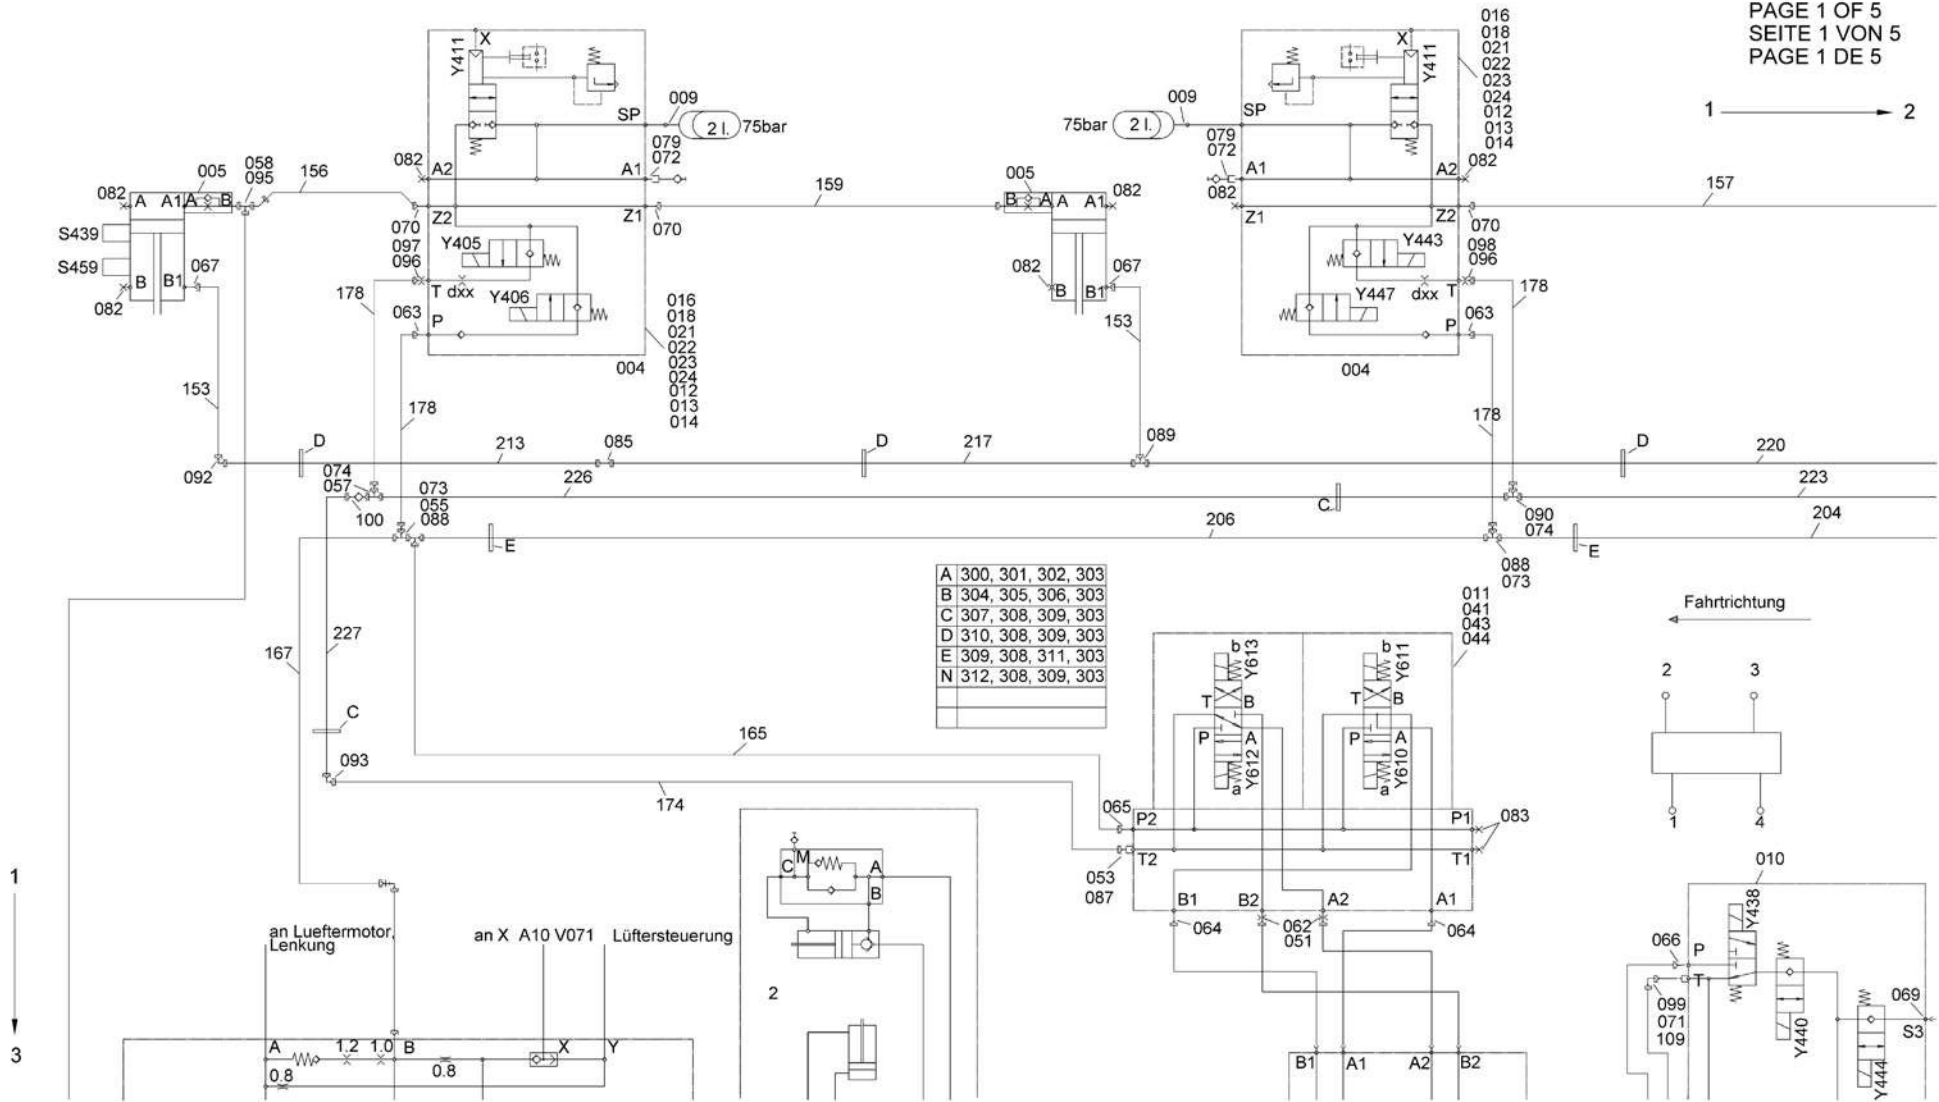 PAGE 1 OF 5
SEITE 1 VON 5
PAGE 1 DE 5
1 2
016
018
021
022
023
024
012
013
014
X
Y411
SP
009
2 l.
75bar
079
072
082
A2
A1
Z2
Z1
070
070
097
096
Y405
T
dxx
Y406
063
P
004
016
018
021
022
023
024
012
013
014
082
A
A1
A
B
005
058
095
156
S439
S459
B
B1
067
082
178
153
178
159
75bar
2 l.
009
X
Y411
SP
079
072
082
A1
A2
082
Z1
Z2
070
157
005
B
A
A
A1
082
082
B
B1
067
153
Y443
098
096
dxx
T
Y447
178
063
P
004
178
D
213
085
D
217
089
D
220
092
074
057
100
226
073
055
088
C
223
090
074
E
206
E
204
088
073
A 300, 301, 302, 303
B 304, 305, 306, 303
C 307, 308, 309, 303
D 310, 308, 309, 303
E 309, 308, 311, 303
N 312, 308, 309, 303
011
041
043
044
Fahrtrichtung
2 3
1 4
167
227
C
093
165
174
b
Y613
T
B
P
A
Y612
a
b
Y611
T
B
P
A
Y610
a
065
P2
P1
083
T2
T1
053
087
B1
B2
A2
A1
064
062
051
064
B1
A1
A2
B2
010
Y438
066
P
T
099
071
109
Y440
069
S3
Y444
C
M
A
B
2
1
3
an Lueftermotor,
Lenkung
an X A10 V071
Lüftersteuerung
A
1.2
1.0
B
X
Y
0.8
0.8